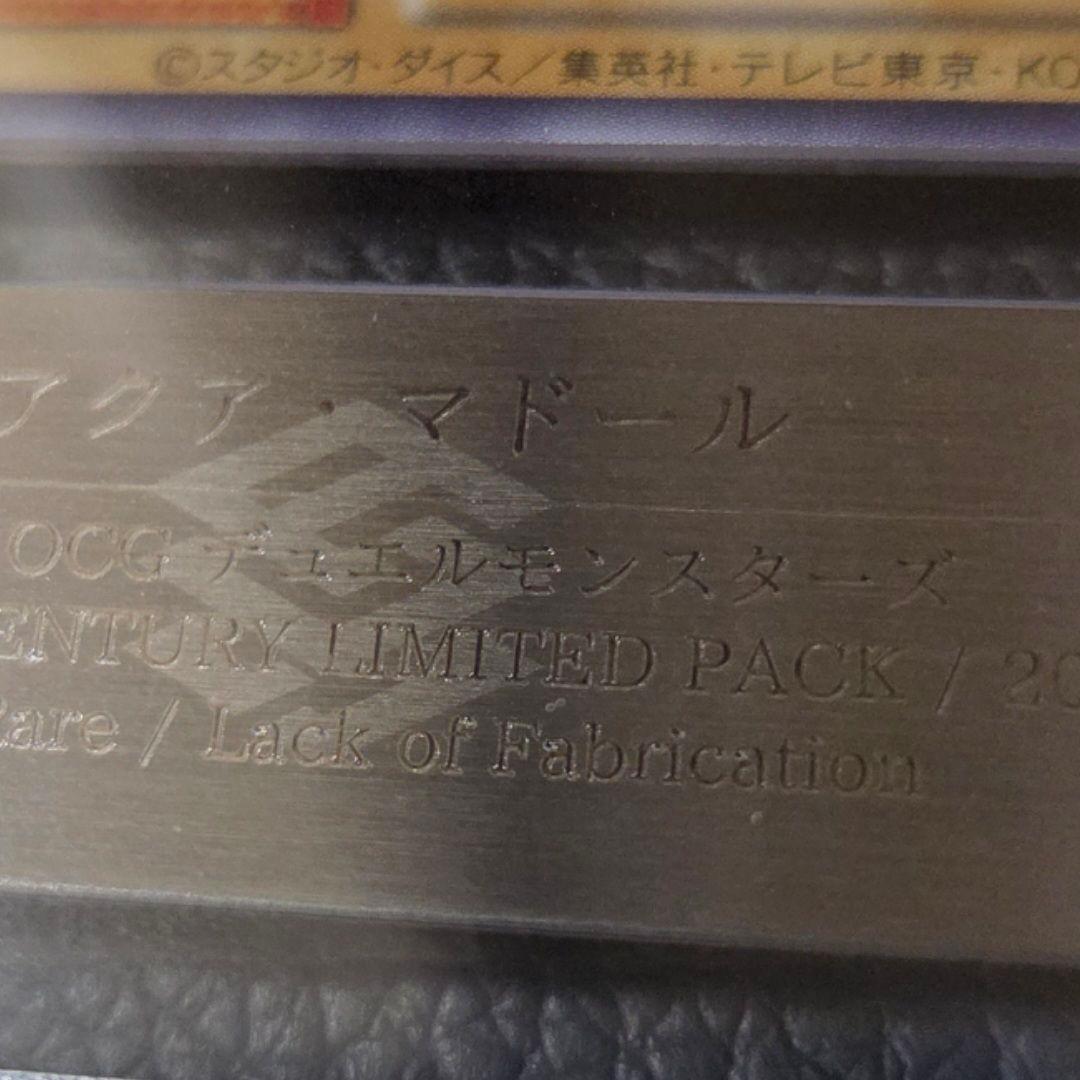 ©スタジオ・ダイス／集英社・テレビ東京・KO
アクア・マドール
OCG デュエルモンスターズ
ENTURY LIMITED PACK / 20
Rare / Lack of Fabrication